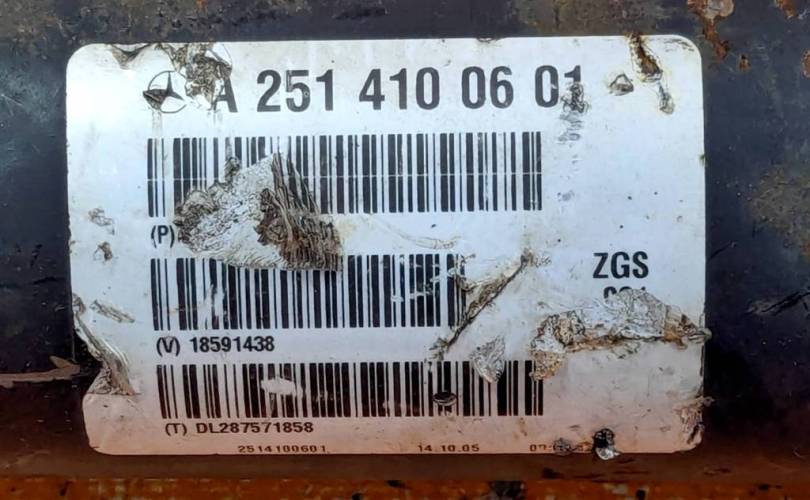 A 251 410 06 01
(P)
ZGS
(V) 18591438
(T) DL287571858
2514100601 14.10.05